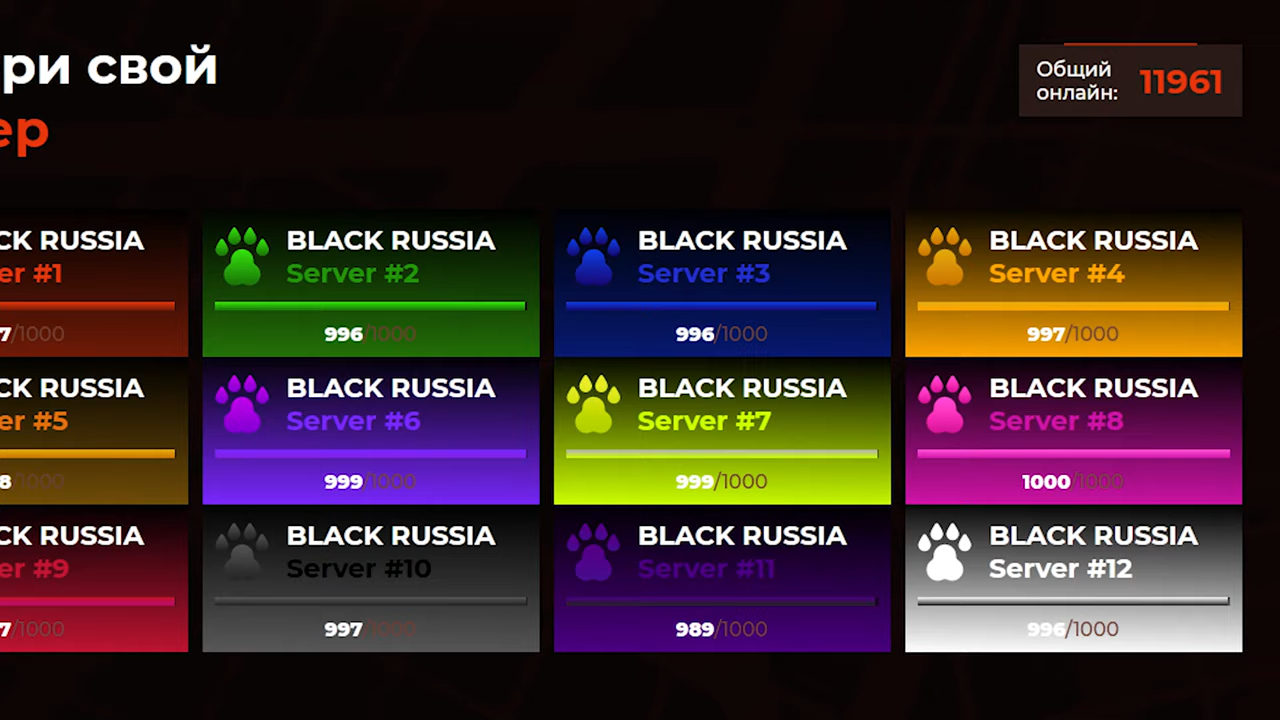 ри свой
ер
Общий
онлайн:
11961
CK RUSSIA
er #1
7/1000
BLACK RUSSIA
Server #2
996/1000
BLACK RUSSIA
Server #3
996/1000
BLACK RUSSIA
Server #4
997/1000
CK RUSSIA
er #5
8/1000
BLACK RUSSIA
Server #6
999/1000
BLACK RUSSIA
Server #7
999/1000
BLACK RUSSIA
Server #8
1000/1000
CK RUSSIA
er #9
7/1000
BLACK RUSSIA
Server #10
997/1000
BLACK RUSSIA
Server #11
989/1000
BLACK RUSSIA
Server #12
996/1000